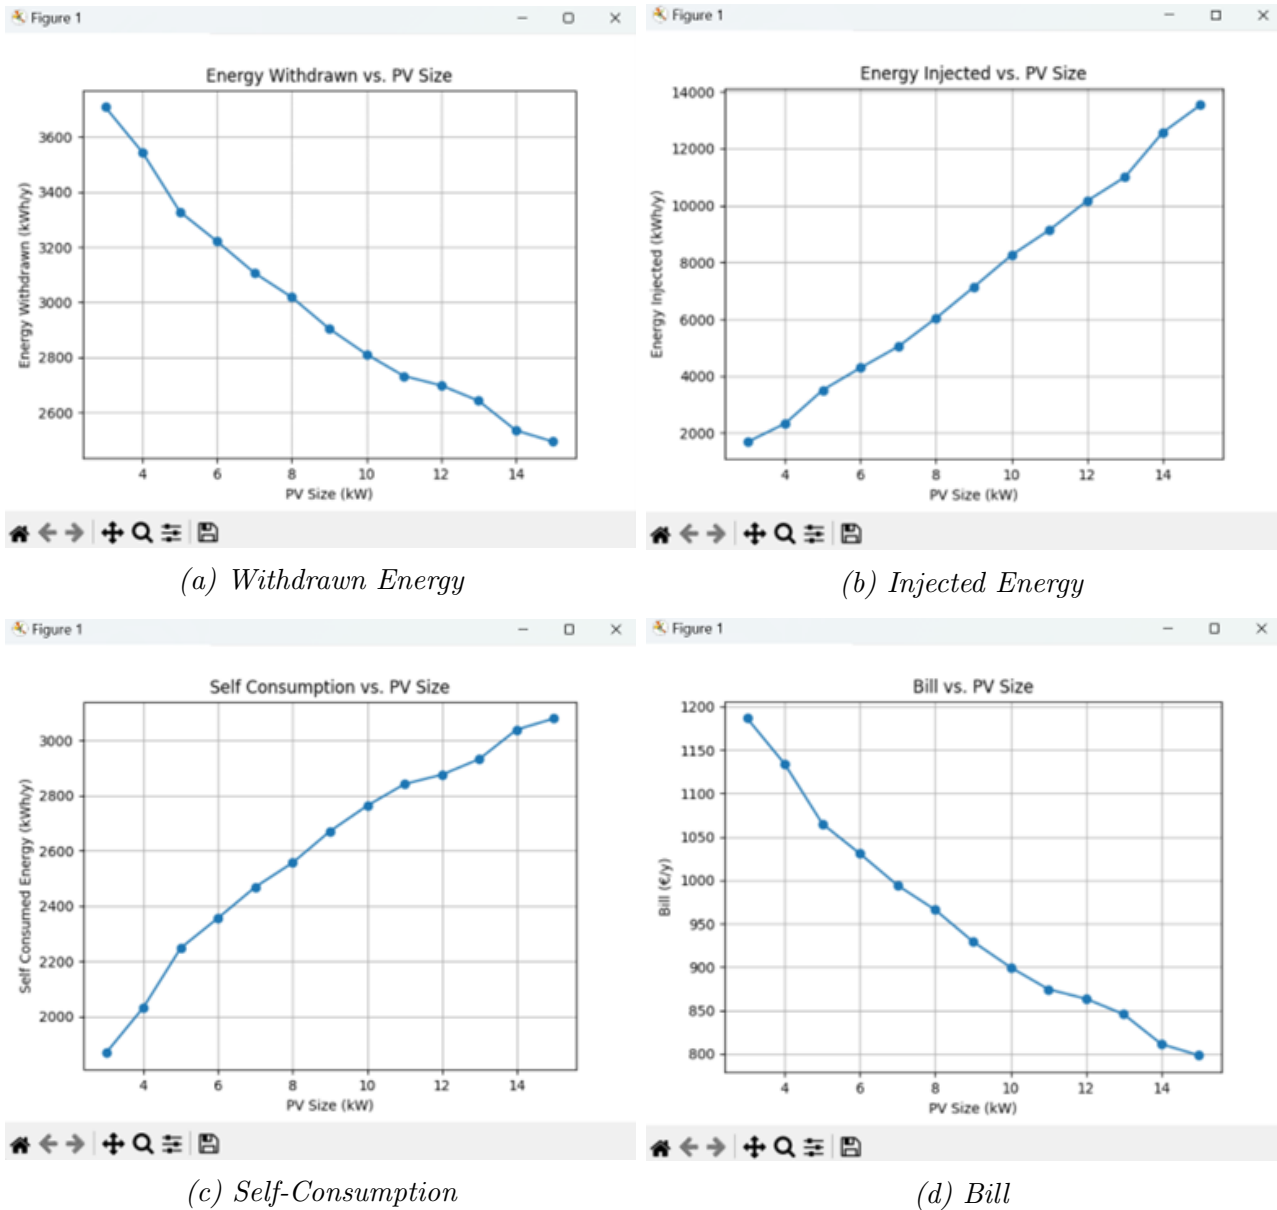 Figure 1
Energy Withdrawn vs. PV Size
Energy Withdrawn (kWh/y)
3600
3400
3200
3000
2800
2600
4 6 8 10 12 14
PV Size (kW)
(a) Withdrawn Energy
Figure 1
Energy Injected vs. PV Size
Energy Injected (kWh/y)
14000
12000
10000
8000
6000
4000
2000
4 6 8 10 12 14
PV Size (kW)
(b) Injected Energy
Figure 1
Self Consumption vs. PV Size
Self Consumed Energy (kWh/y)
3000
2800
2600
2400
2200
2000
4 6 8 10 12 14
PV Size (kW)
(c) Self-Consumption
Figure 1
Bill vs. PV Size
Bill (€/y)
1200
1150
1100
1050
1000
950
900
850
800
4 6 8 10 12 14
PV Size (kW)
(d) Bill